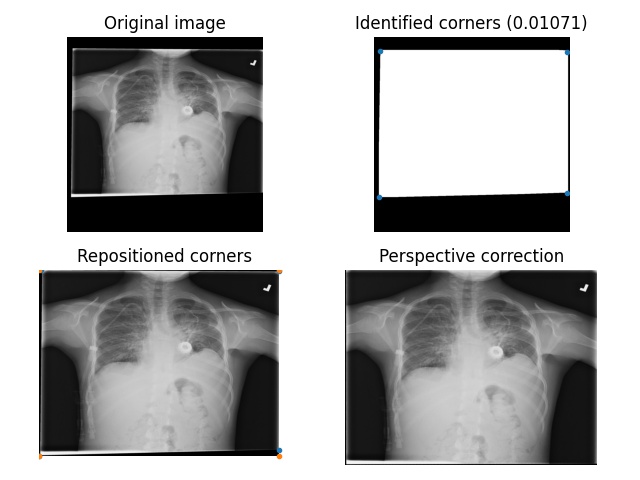 Original image
Identified corners (0.01071)
Repositioned corners
Perspective correction